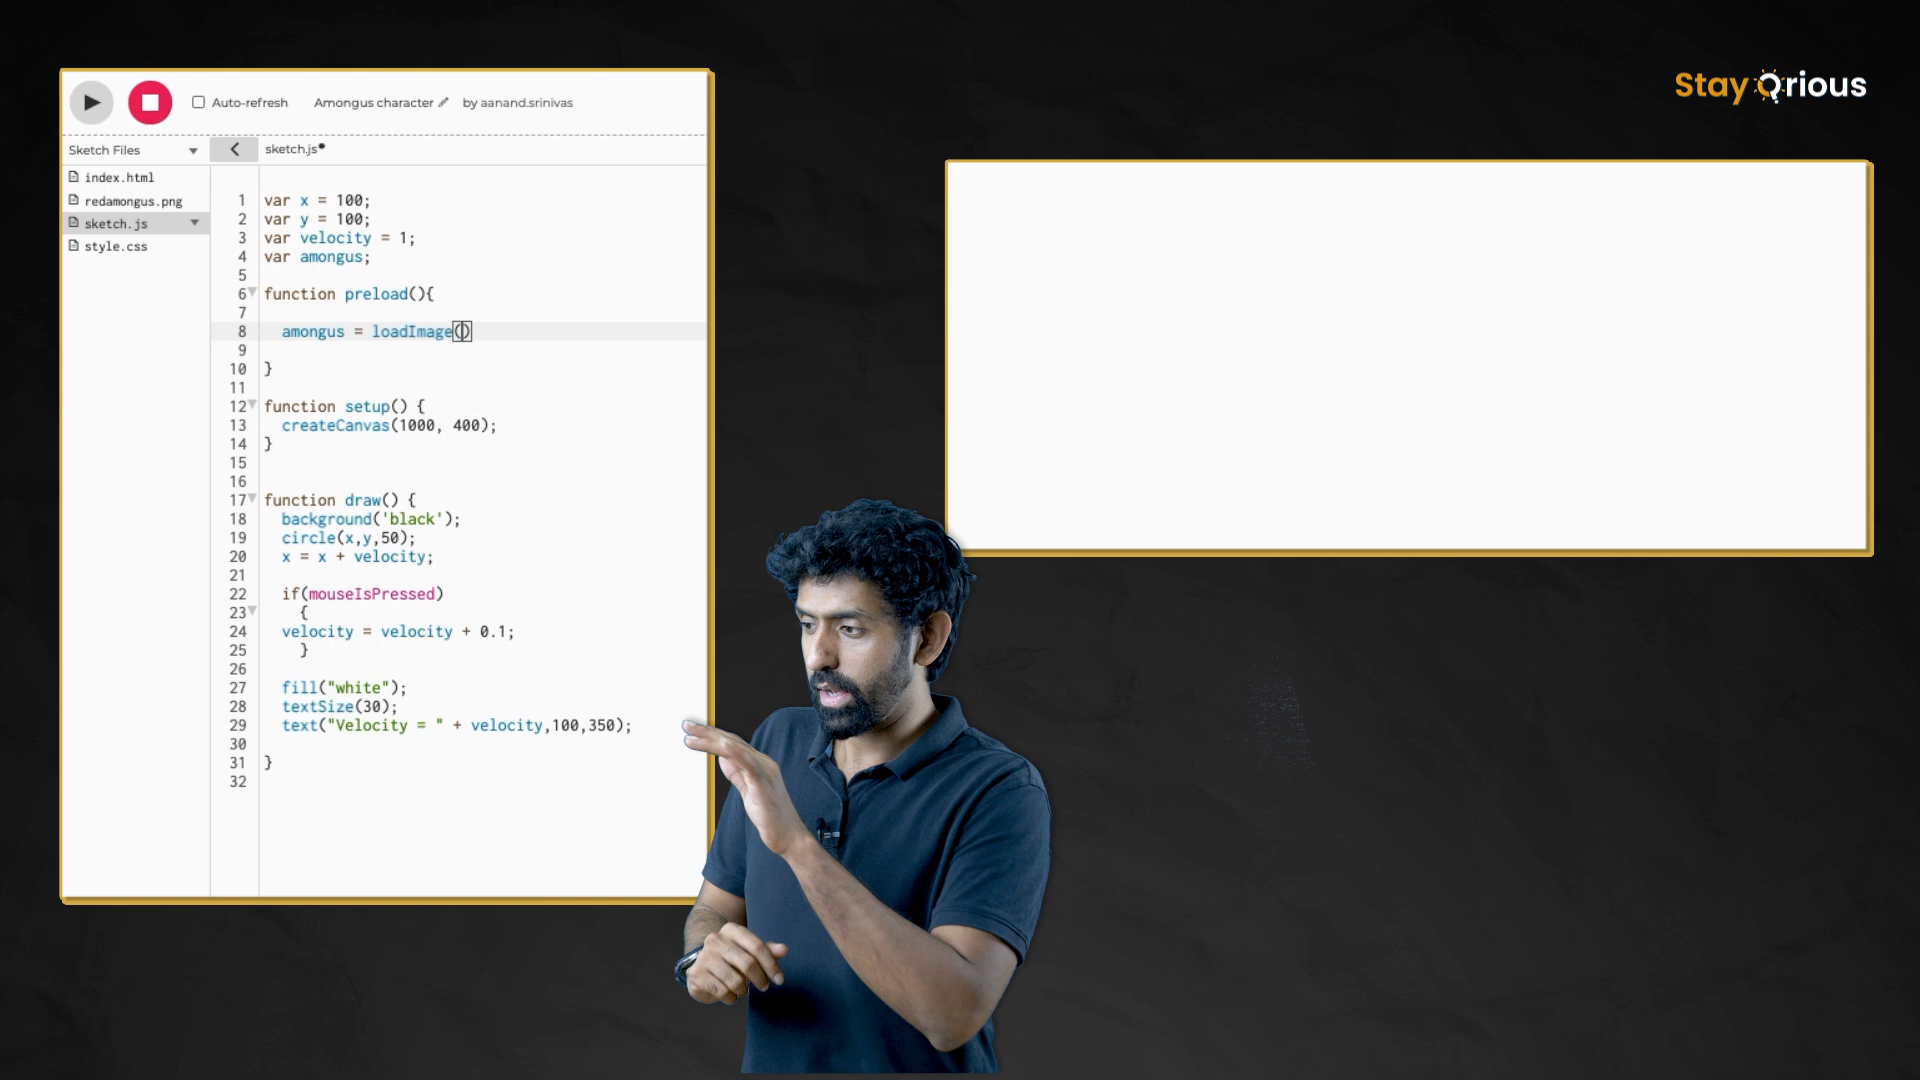 Auto-refresh Amongus character by aanand.srinivas
Stay Qrious
Sketch Files
sketch.js
index.html
redamongus.png
sketch.js
style.css
1 var x = 100;
2 var y = 100;
3 var velocity = 1;
4 var amongus;
5
6 function preload(){
7
8 amongus = loadImage()
9
10 }
11
12 function setup() {
13 createCanvas(1000, 400);
14 }
15
16
17 function draw() {
18 background('black');
19 circle(x,y,50);
20 x = x + velocity;
21
22 if(mouseIsPressed)
23 {
24 velocity = velocity + 0.1;
25 }
26
27 fill("white");
28 textSize(30);
29 text("Velocity = " + velocity,100,350);
30
31 }
32